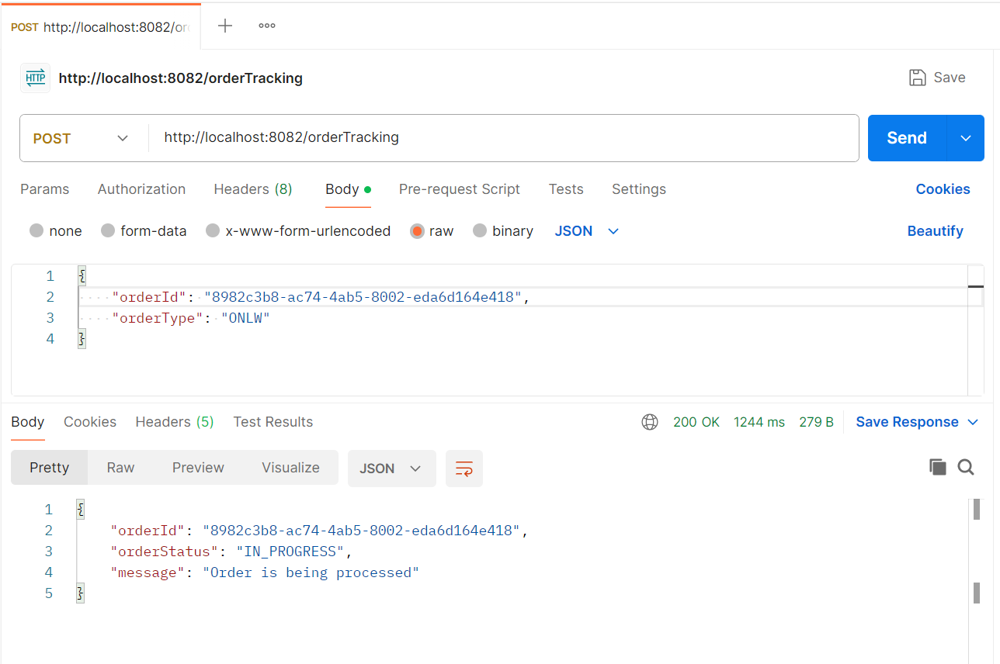 POST http://localhost:8082/or
HTTP http://localhost:8082/orderTracking
Save
POST http://localhost:8082/orderTracking
Send
Params Authorization Headers (8) Body Pre-request Script Tests Settings Cookies
none form-data x-www-form-urlencoded raw binary JSON Beautify
1 {
2 "orderId": "8982c3b8-ac74-4ab5-8002-eda6d164e418",
3 "orderType": "ONLW"
4 }
Body Cookies Headers (5) Test Results 200 OK 1244 ms 279 B Save Response
Pretty Raw Preview Visualize JSON
1 {
2 "orderId": "8982c3b8-ac74-4ab5-8002-eda6d164e418",
3 "orderStatus": "IN_PROGRESS",
4 "message": "Order is being processed"
5 }